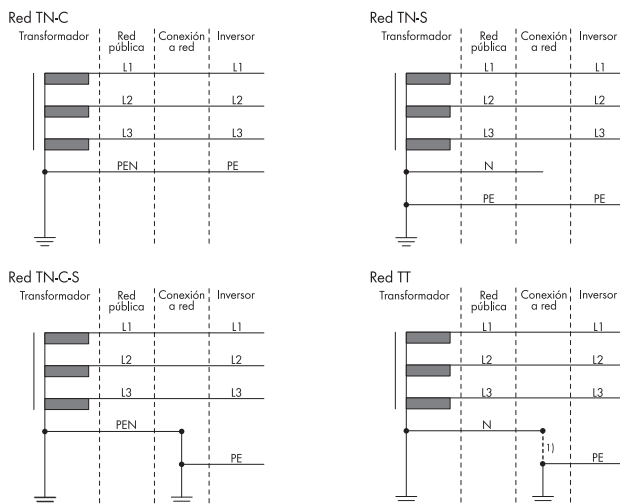 Red TN-C
Transformador
Red
pública
Conexión
a red
Inversor
L1
L1
L2
L2
L3
L3
PEN
PE
Red TN-S
Transformador
Red
pública
Conexión
a red
Inversor
L1
L1
L2
L2
L3
L3
N
PE
PE
Red TN-C-S
Transformador
Red
pública
Conexión
a red
Inversor
L1
L1
L2
L2
L3
L3
PEN
PE
Red TT
Transformador
Red
pública
Conexión
a red
Inversor
L1
L1
L2
L2
L3
L3
N
1)
PE